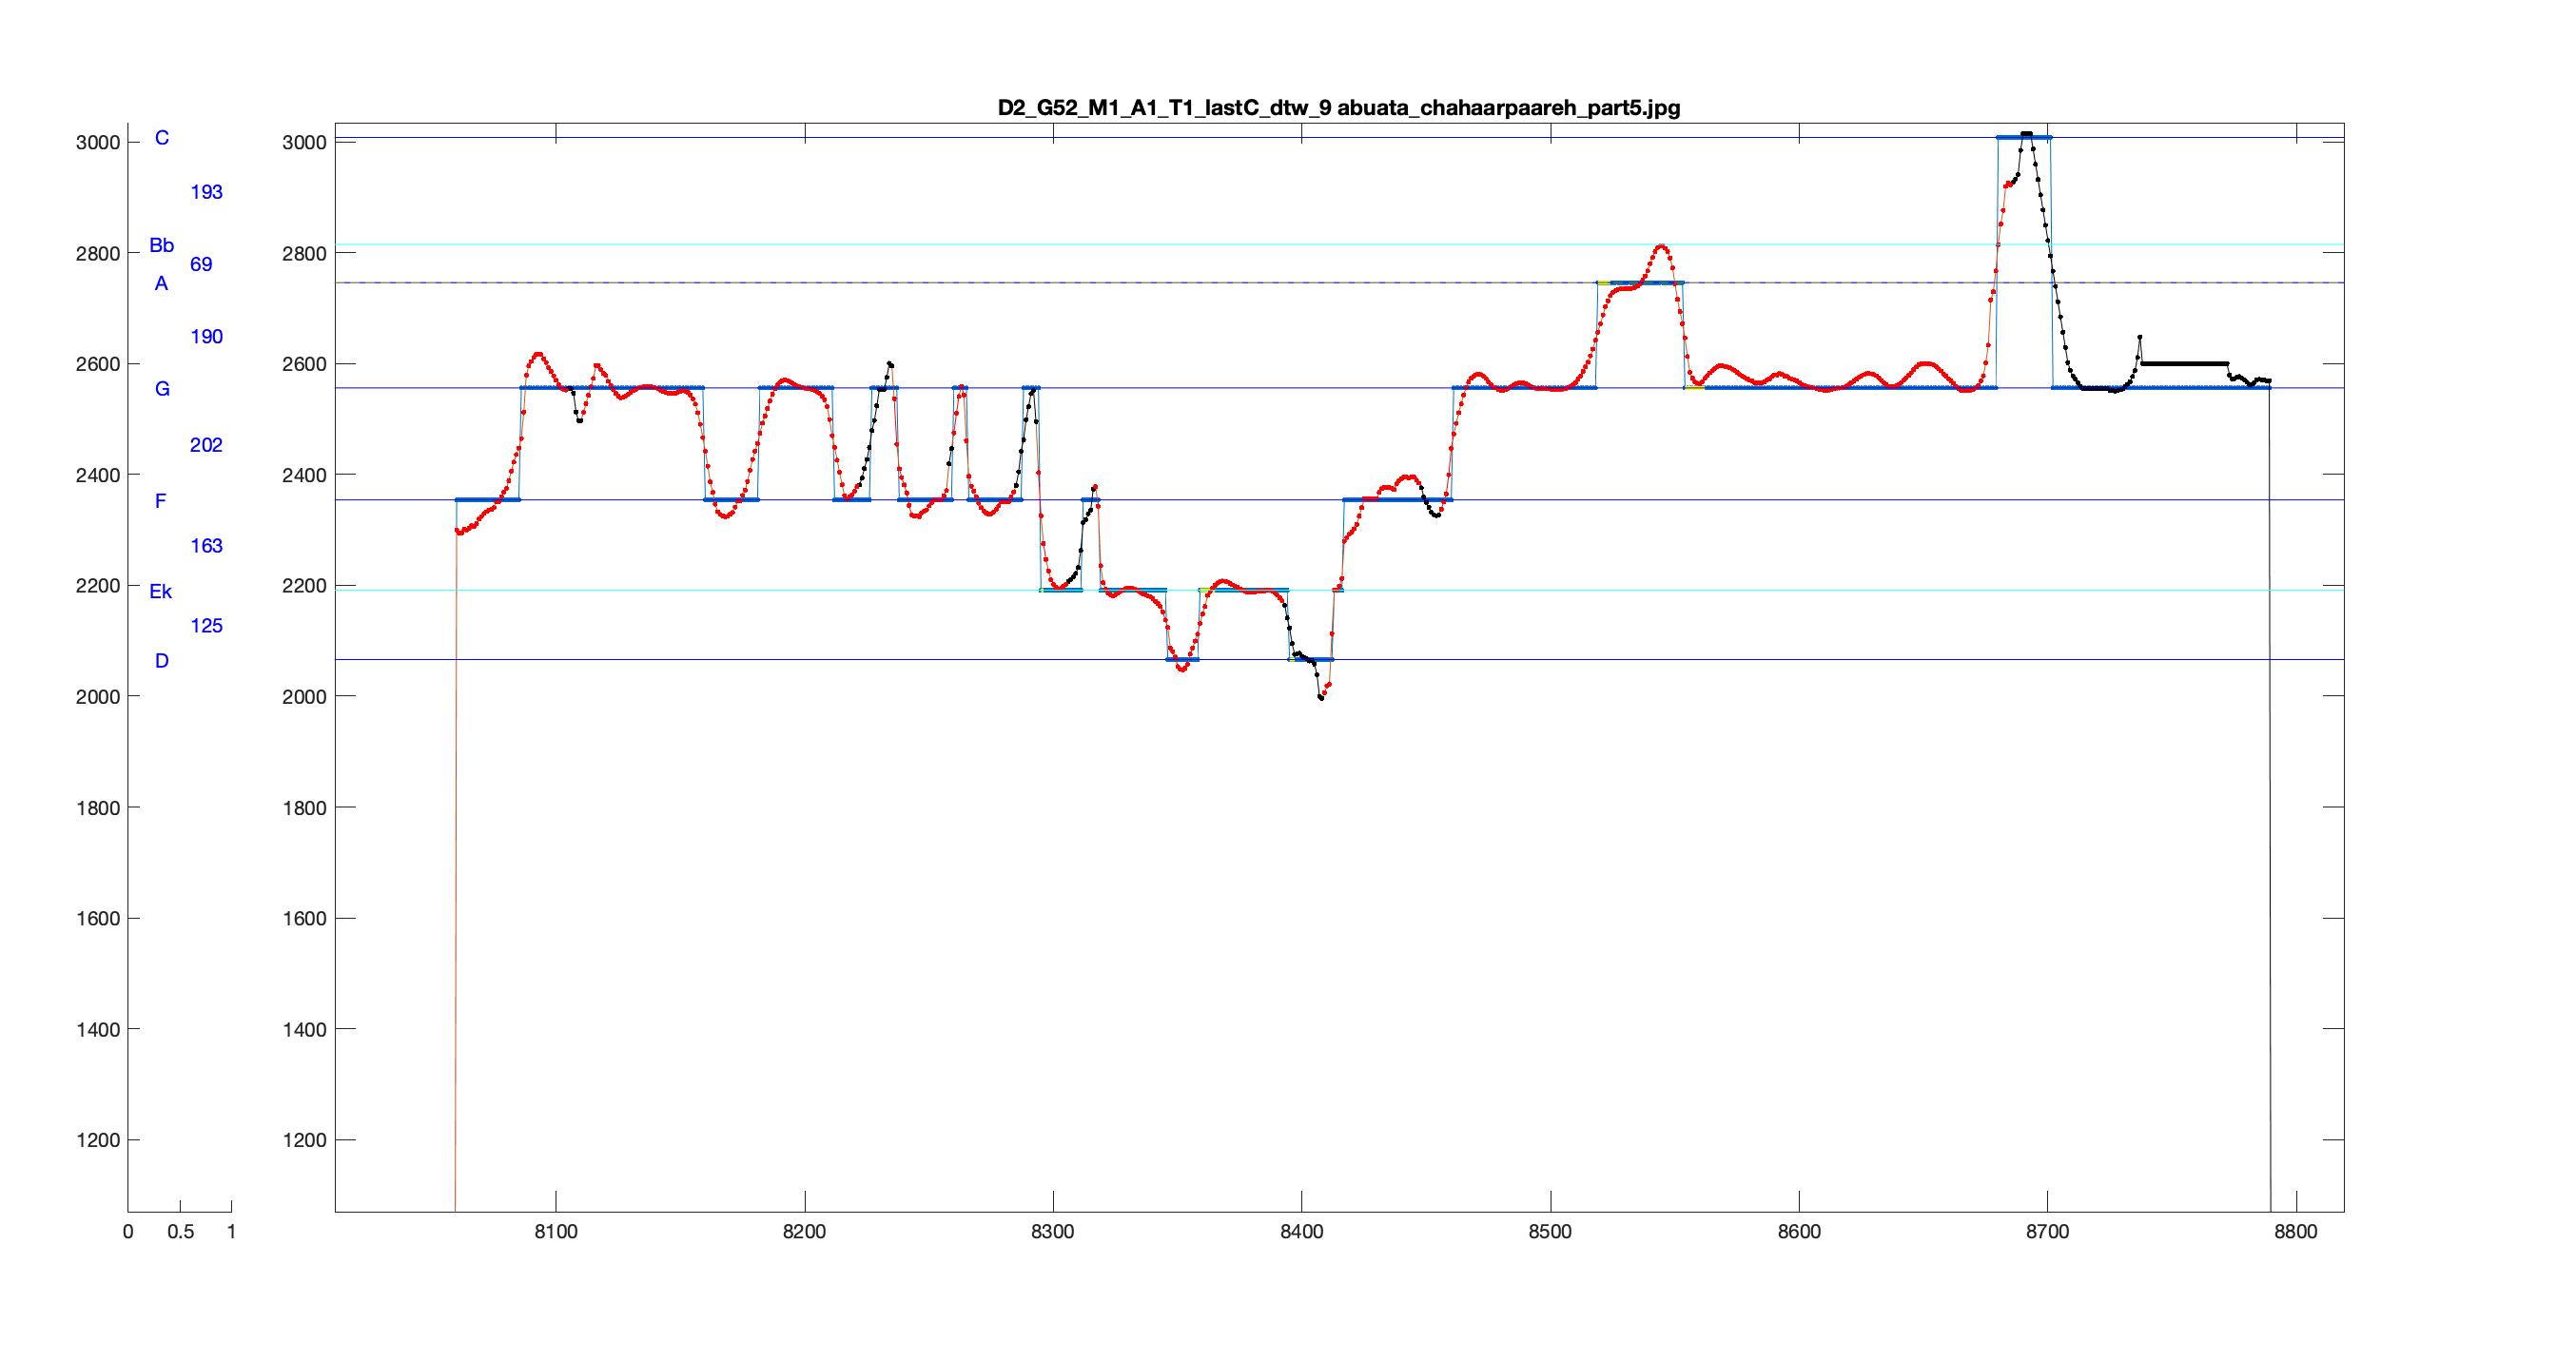 D2_G52_M1_A1_T1_lastC_dtw_9 abuata_chahaarpaareh_part5.jpg
3000 C 3000
193
2800 Bb 2800
69
A
190
2600 2600
G
202
2400 2400
F
163
2200 Ek 2200
125
D
2000 2000
1800 1800
1600 1600
1400 1400
1200 1200
0 0.5 1 8100 8200 8300 8400 8500 8600 8700 8800